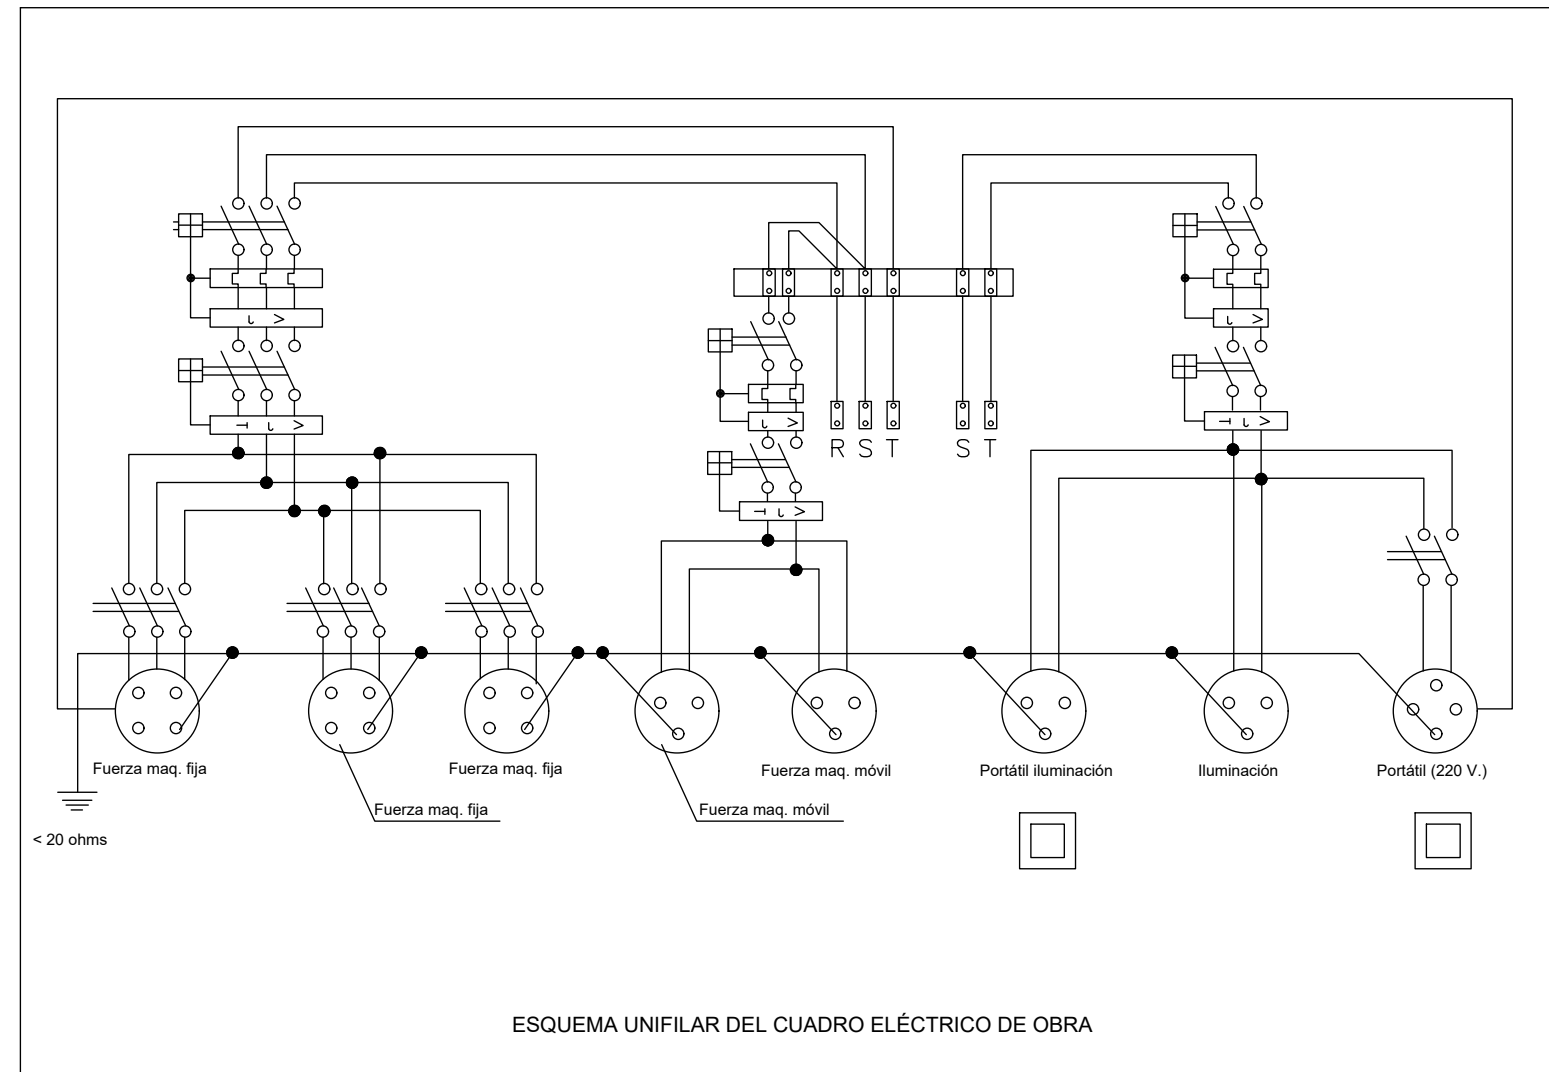 R S T S T
Fuerza maq. fija
Fuerza maq. fija
Fuerza maq. fija
Fuerza maq. móvil
Fuerza maq. móvil
Portátil iluminación
Iluminación
Portátil (220 V.)
< 20 ohms
ESQUEMA UNIFILAR DEL CUADRO ELÉCTRICO DE OBRA